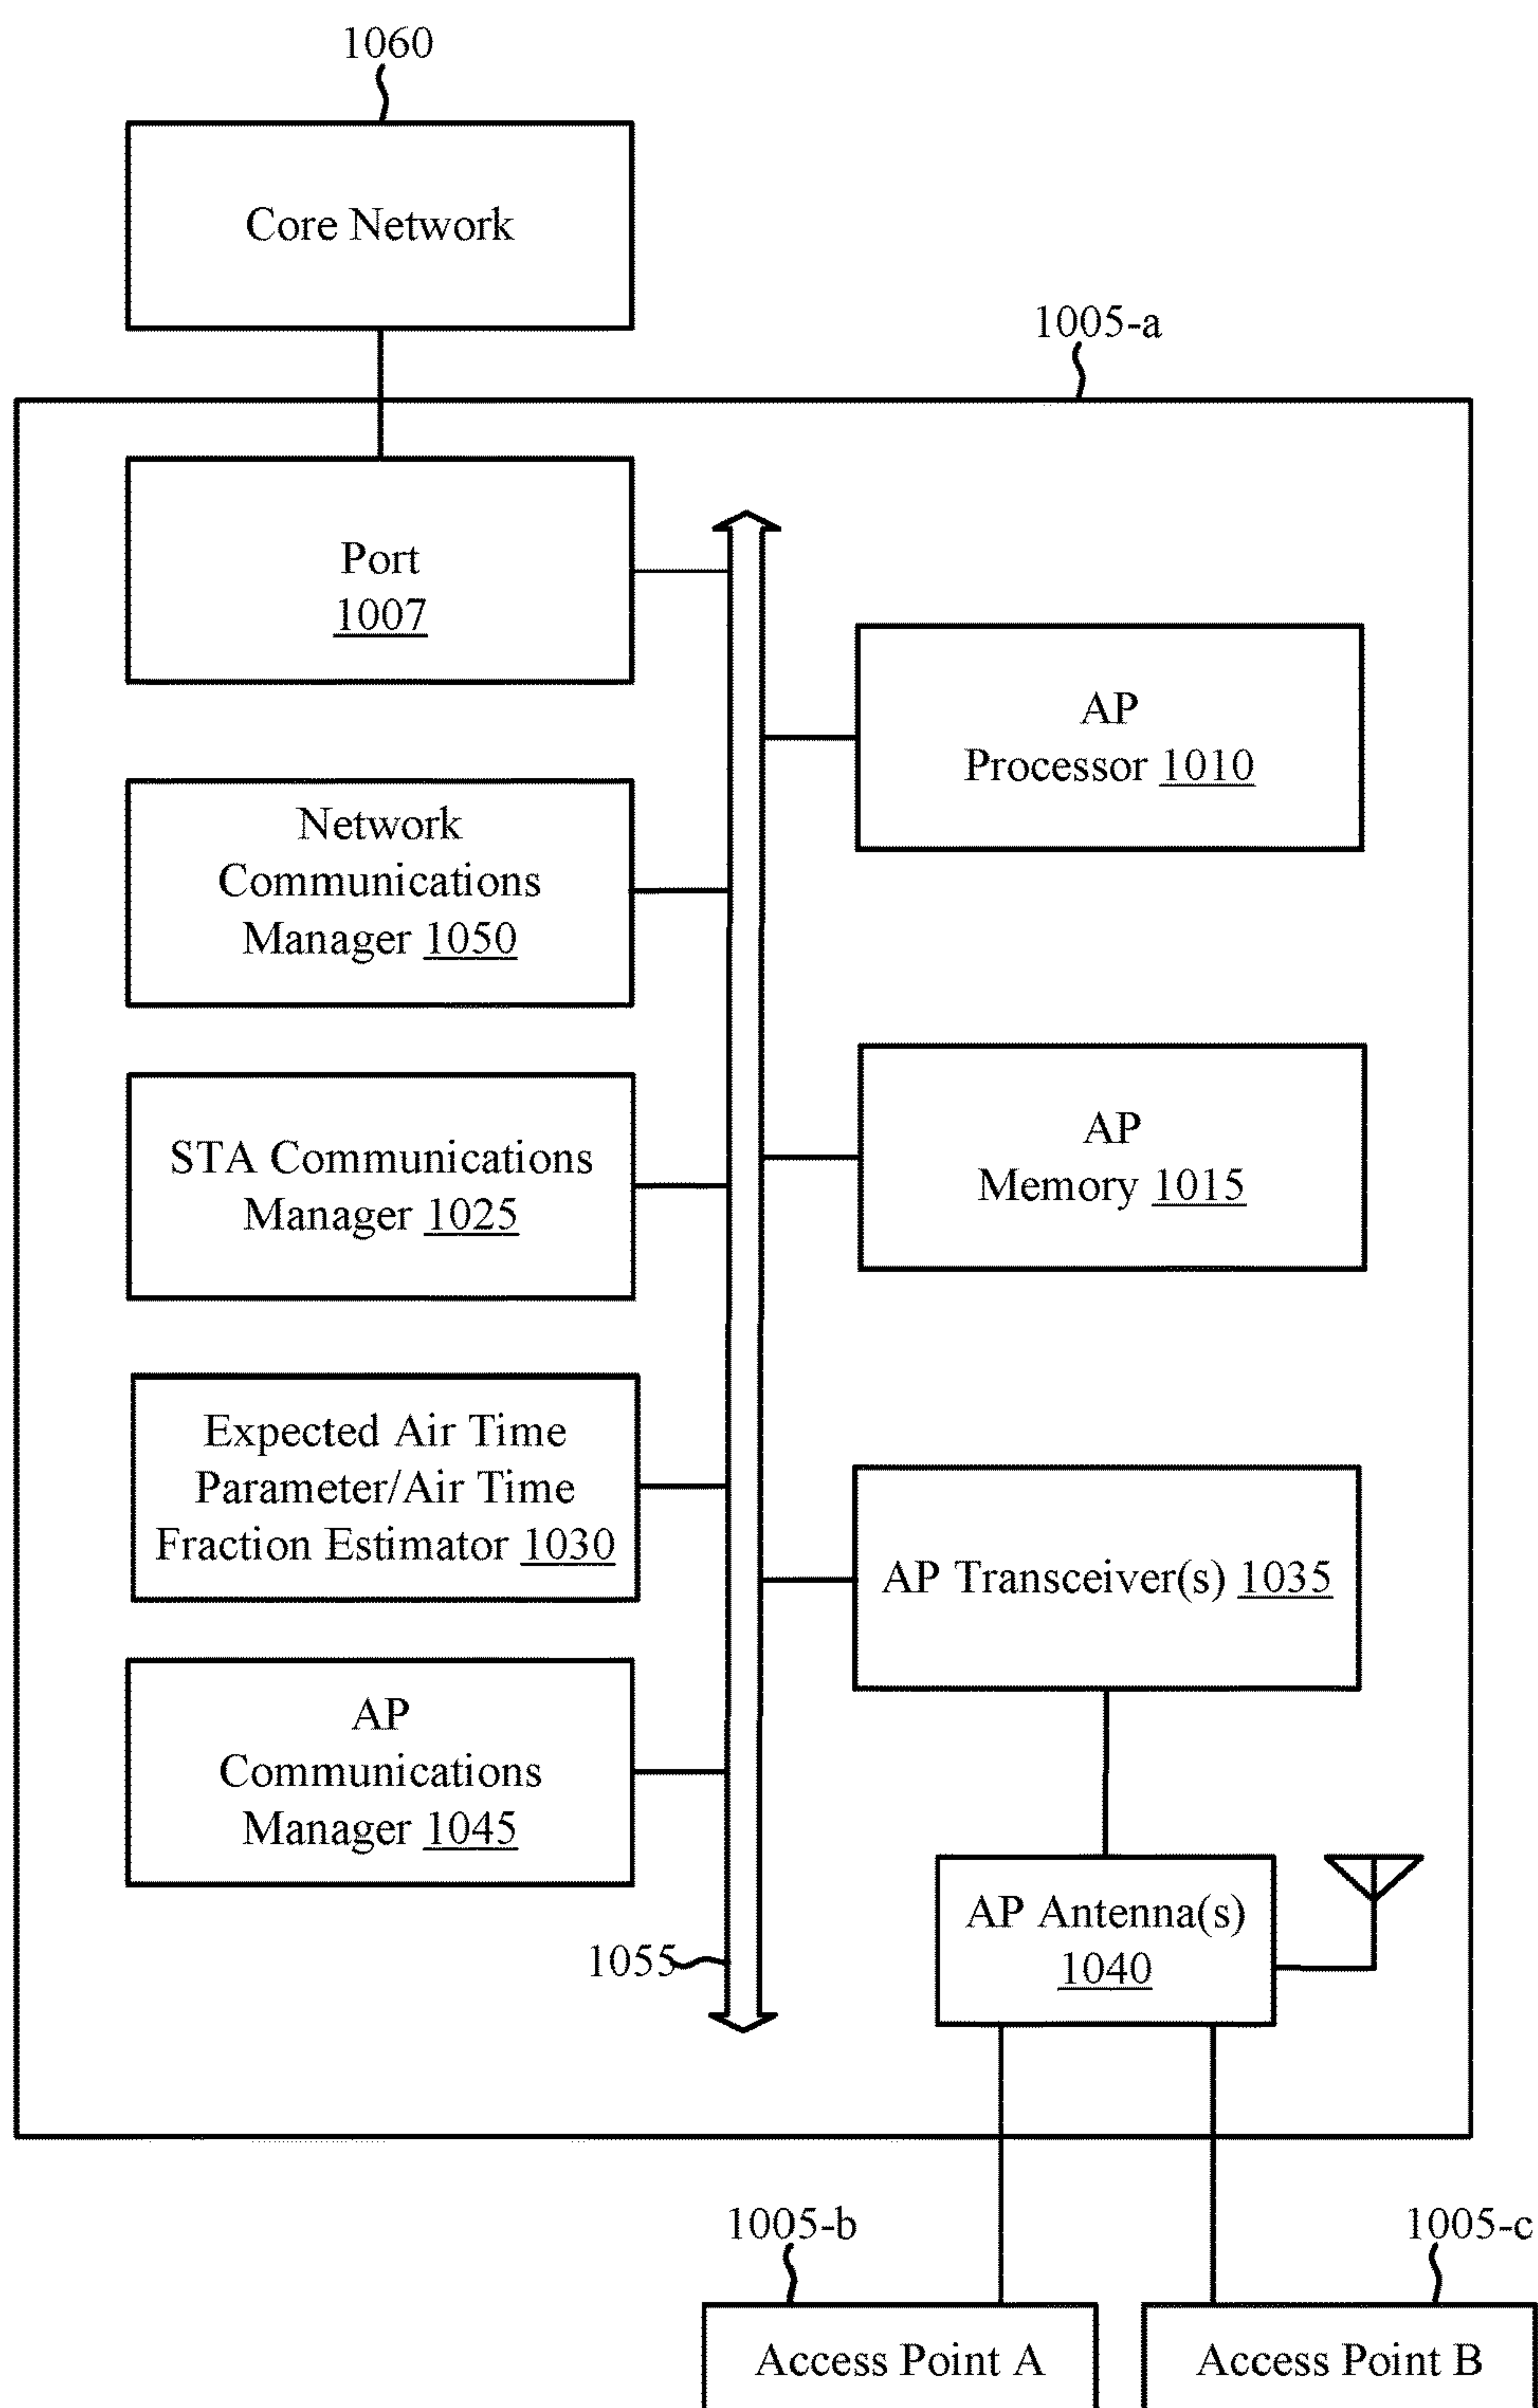 1060
Core Network
1005-a
Port
1007
AP
Processor 1010
Network
Communications
Manager 1050
AP
Memory 1015
STA Communications
Manager 1025
Expected Air Time
Parameter/Air Time
Fraction Estimator 1030
AP Transceiver(s) 1035
AP
Communications
Manager 1045
AP Antenna(s)
1040
1055
1005-b
1005-c
Access Point A
Access Point B